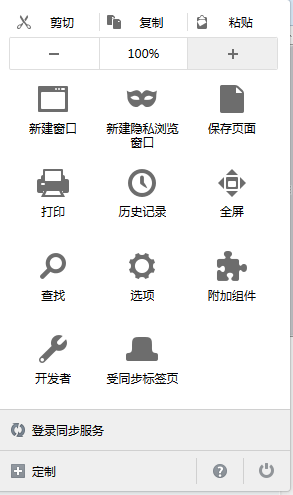 剪切 复制 粘贴
− 100% +
新建窗口 新建隐私浏览 保存页面
窗口
打印 历史记录 全屏
查找 选项 附加组件
开发者 受同步标签页
登录同步服务
定制 ?